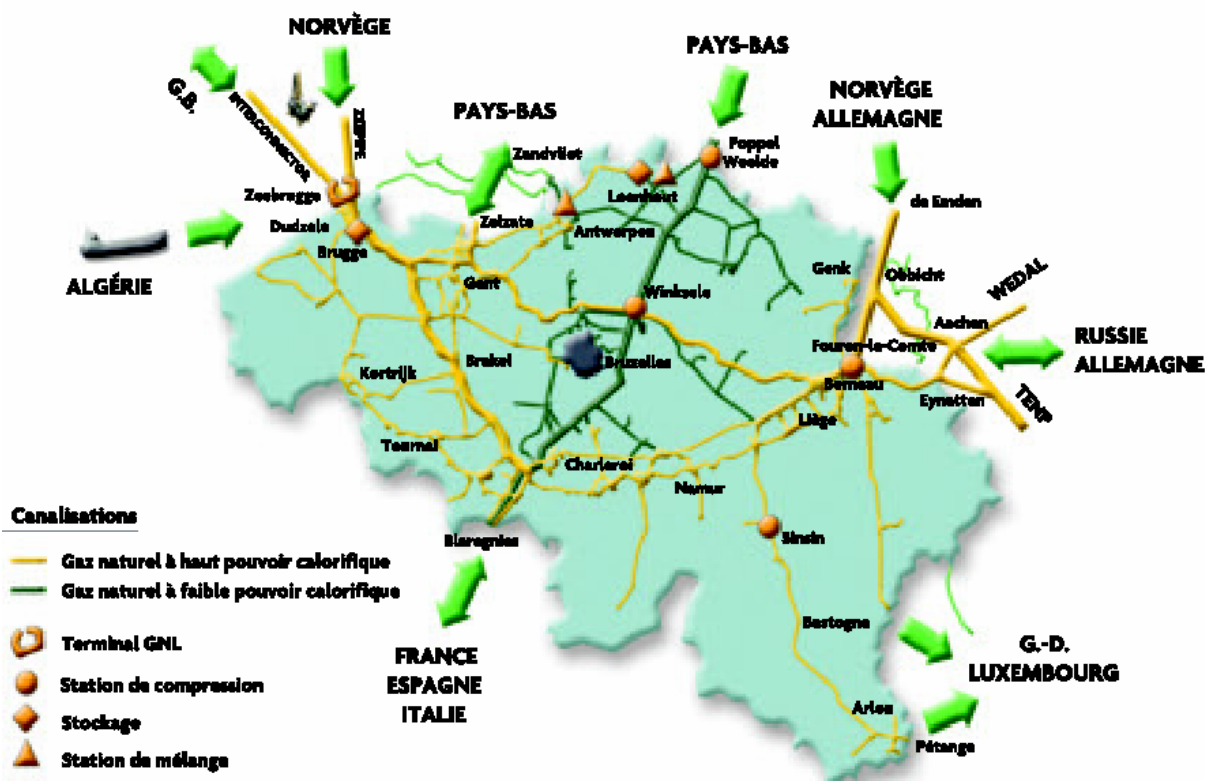 NORVÈGE
PAYS-BAS
G.B.
INTERCONNECTOR
ZEEPIPE
PAYS-BAS
NORVÈGE
ALLEMAGNE
Zandvliet
Poppel
Weelde
Zeebrugge
Loenhout
de Emden
Dudzele
Zelzate
Antwerpen
Brugge
ALGÉRIE
Genk
Obbicht
WEDAL
Gent
Winksele
Aachen
RUSSIE
ALLEMAGNE
Fouron-le-Comte
Brakel
Bruxelles
Kortrijk
Berneau
Eynatten
TENP
Liège
Tournai
Charleroi
Namur
Canalisations
Blaregnies
Sinsin
Gaz naturel à haut pouvoir calorifique
Gaz naturel à faible pouvoir calorifique
Bastogne
Terminal GNL
FRANCE
ESPAGNE
ITALIE
G.-D.
LUXEMBOURG
Station de compression
Stockage
Arlon
Pétange
Station de mélange